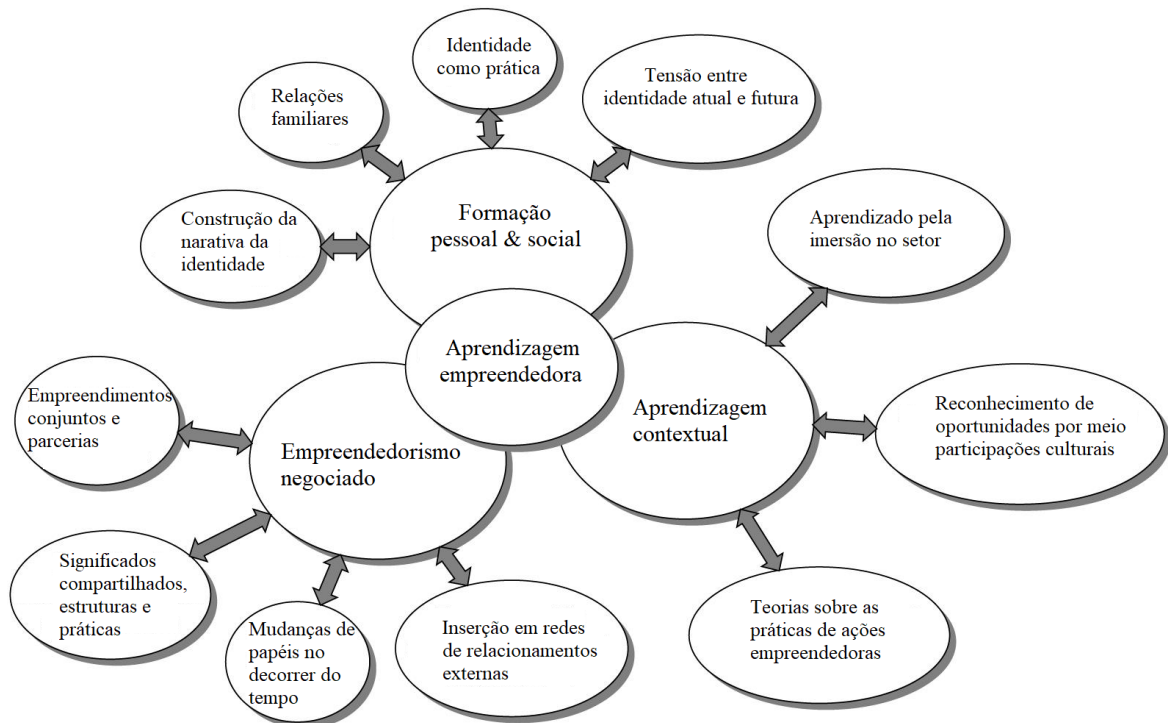 Identidade
como prática
Tensão entre
identidade atual e futura
Relações
familiares
Formação
pessoal & social
Construção da
narativa da
identidade
Aprendizado pela
imersão no setor
Aprendizagem
empreendedora
Aprendizagem
contextual
Reconhecimento de
oportunidades por meio
participações culturais
Empreendimentos
conjuntos e
parcerias
Empreendedorismo
negociado
Significados
compartilhados,
estruturas e
práticas
Mudanças de
papéis no
decorrer do
tempo
Inserção em redes
de relacionamentos
externas
Teorias sobre as
práticas de ações
empreendedoras